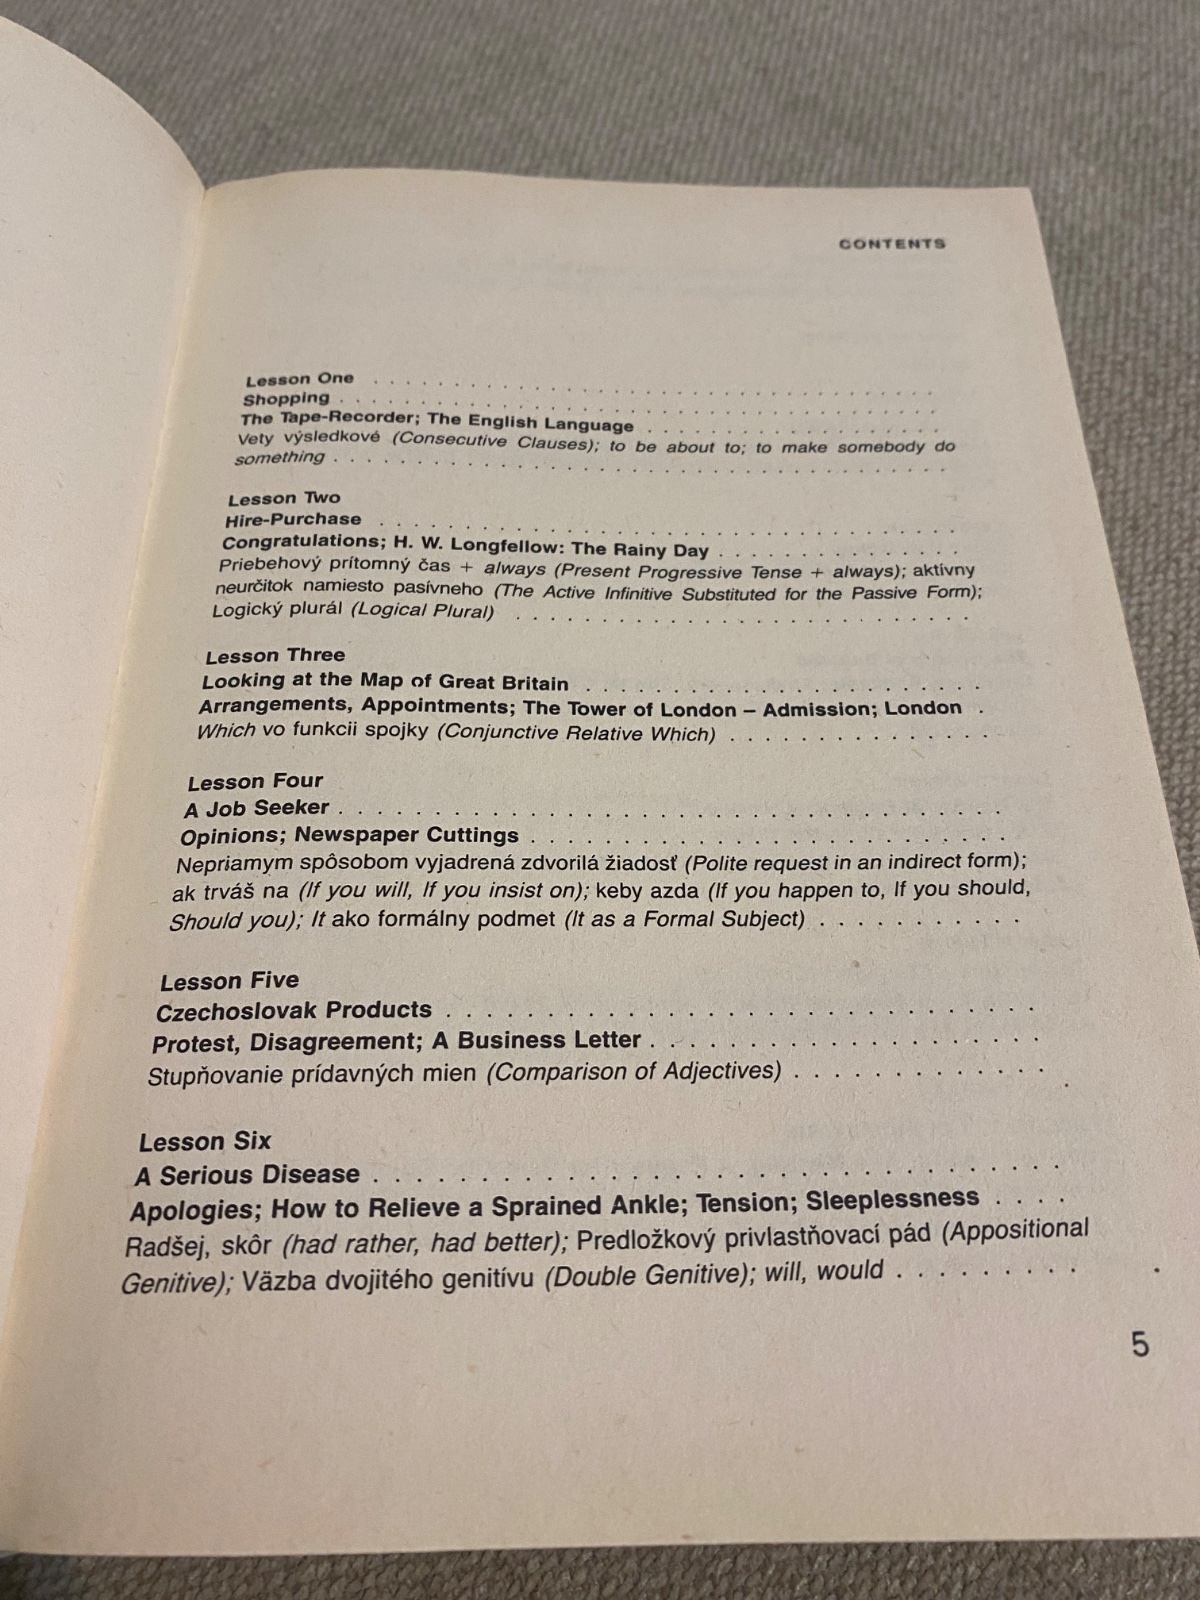 CONTENTS
Lesson One . . . . . . . . . . . . . . . . . . . . . . . . . . . . .
Shopping . . . . . . . . . . . . . . . . . . . . . . . . . . . . . .
The Tape-Recorder; The English Language . . . . . . . . . . . . . .
Vety výsledkové (Consecutive Clauses); to be about to; to make somebody do
something . . . . . . . . . . . . . . . . . . . . . . . . . . . . . .
Lesson Two
Hire-Purchase . . . . . . . . . . . . . . . . . . . . . . . . . . .
Congratulations; H. W. Longfellow: The Rainy Day . . . . . . . . . . .
Priebehový prítomný čas + always (Present Progressive Tense + always); aktívny
neurčitok namiesto pasívneho (The Active Infinitive Substituted for the Passive Form);
Logický plurál (Logical Plural) . . . . . . . . . . . . . . . . . . . .
Lesson Three
Looking at the Map of Great Britain . . . . . . . . . . . . . . . . .
Arrangements, Appointments; The Tower of London – Admission; London .
Which vo funkcii spojky (Conjunctive Relative Which) . . . . . . . . . . .
Lesson Four
A Job Seeker . . . . . . . . . . . . . . . . . . . . . . . . . . . .
Opinions; Newspaper Cuttings . . . . . . . . . . . . . . . . . . . .
Nepriamym spôsobom vyjadrená zdvorilá žiadosť (Polite request in an indirect form);
ak trváš na (If you will, If you insist on); keby azda (If you happen to, If you should,
Should you); It ako formálny podmet (It as a Formal Subject) . . . . . . . . . .
Lesson Five
Czechoslovak Products . . . . . . . . . . . . . . . . . . . . . . . .
Protest, Disagreement; A Business Letter . . . . . . . . . . . . . . .
Stupňovanie prídavných mien (Comparison of Adjectives) . . . . . . . . . .
Lesson Six
A Serious Disease . . . . . . . . . . . . . . . . . . . . . . . . . .
Apologies; How to Relieve a Sprained Ankle; Tension; Sleeplessness . . . .
Radšej, skôr (had rather, had better); Predložkový privlastňovací pád (Appositional
Genitive); Väzba dvojitého genitívu (Double Genitive); will, would . . . . . . . . .
5